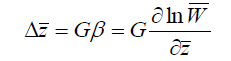 Δz̅ = Gβ = G ∂ ln W̅ / ∂z̅